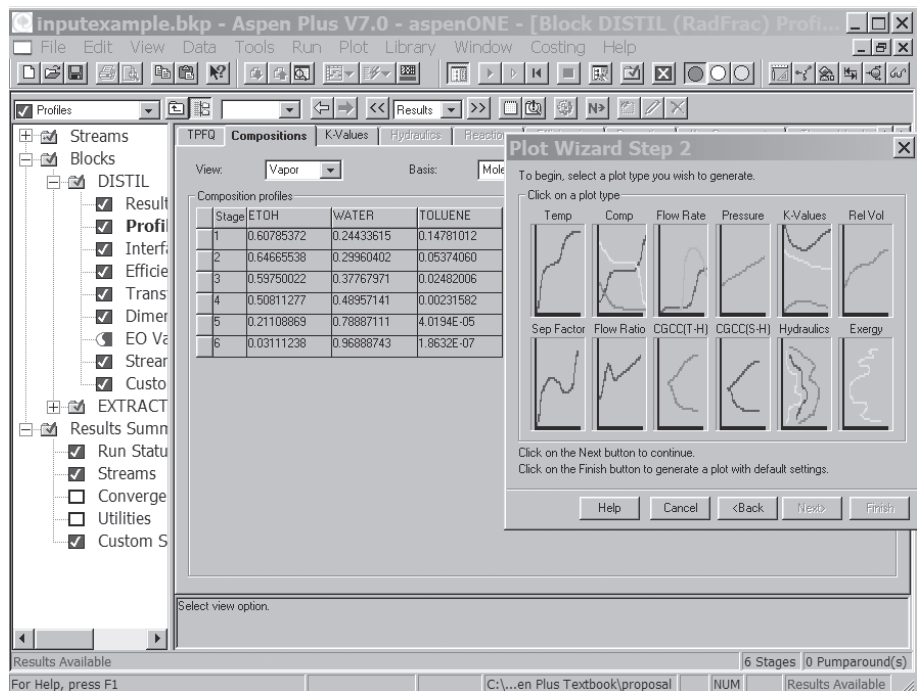 inputexample.bkp - Aspen Plus V7.0 - aspenONE - [Block DISTIL (RadFrac) Profi...
File Edit View Data Tools Run Plot Library Window Costing Help
Profiles
Results
N>
Streams
Blocks
DISTIL
Result
Profil
Interfa
Efficie
Trans
Dimer
EO Va
Strear
Custo
EXTRACT
Results Summ
Run Statu
Streams
Converge
Utilities
Custom S
TPFQ Compositions K-Values Hydraulics Reactio
View: Vapor Basis: Mole
Composition profiles
Stage ETOH WATER TOLUENE
1 0.60785372 0.24433615 0.14781012
2 0.64665538 0.29960402 0.05374060
3 0.59750022 0.37767971 0.02482006
4 0.50811277 0.48957141 0.00231582
5 0.21108869 0.78887111 4.0194E-05
6 0.03111238 0.96888743 1.8632E-07
Plot Wizard Step 2
To begin, select a plot type you wish to generate.
Click on a plot type
Temp Comp Flow Rate Pressure K-Values Rel Vol
Sep Factor Flow Ratio CGCC(T-H) CGCC(S-H) Hydraulics Exergy
Click on the Next button to continue.
Click on the Finish button to generate a plot with default settings.
Help Cancel <Back Next> Finish
Select view option.
Results Available 6 Stages 0 Pumparound(s)
For Help, press F1 C:\...en Plus Textbook\proposal NUM Results Available